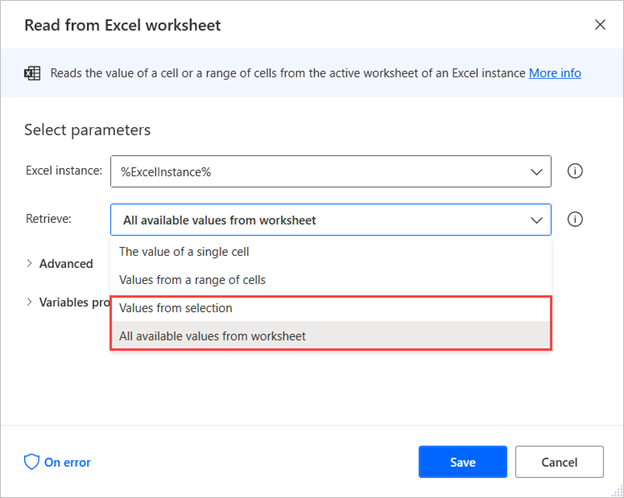 Read from Excel worksheet
Reads the value of a cell or a range of cells from the active worksheet of an Excel instance More info
Select parameters
Excel instance: %ExcelInstance%
Retrieve: All available values from worksheet
The value of a single cell
Advanced
Values from a range of cells
Variables pro
Values from selection
All available values from worksheet
On error Save Cancel